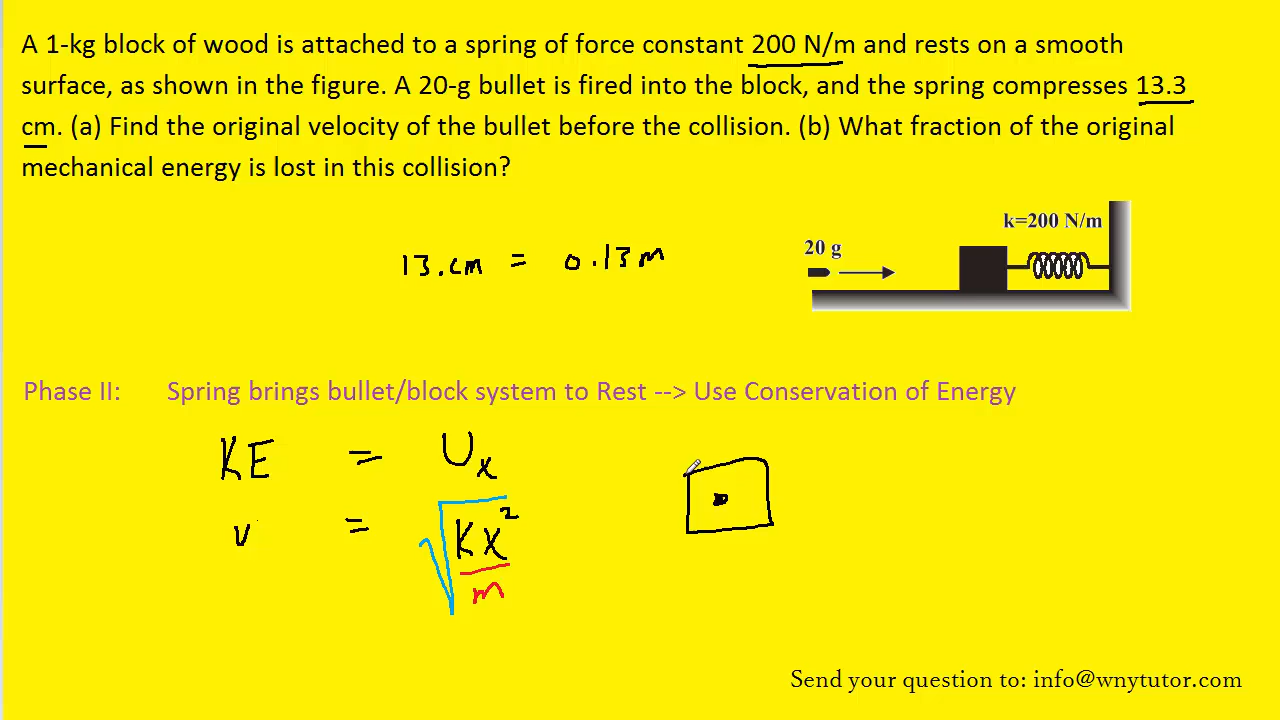 A 1-kg block of wood is attached to a spring of force constant 200 N/m and rests on a smooth
surface, as shown in the figure. A 20-g bullet is fired into the block, and the spring compresses 13.3
cm. (a) Find the original velocity of the bullet before the collision. (b) What fraction of the original
mechanical energy is lost in this collision?
k=200 N/m
20 g
13.cm = 0.13m
Phase II: Spring brings bullet/block system to Rest --> Use Conservation of Energy
KE = Ux
v = √Kx²
m
Send your question to: info@wnytutor.com